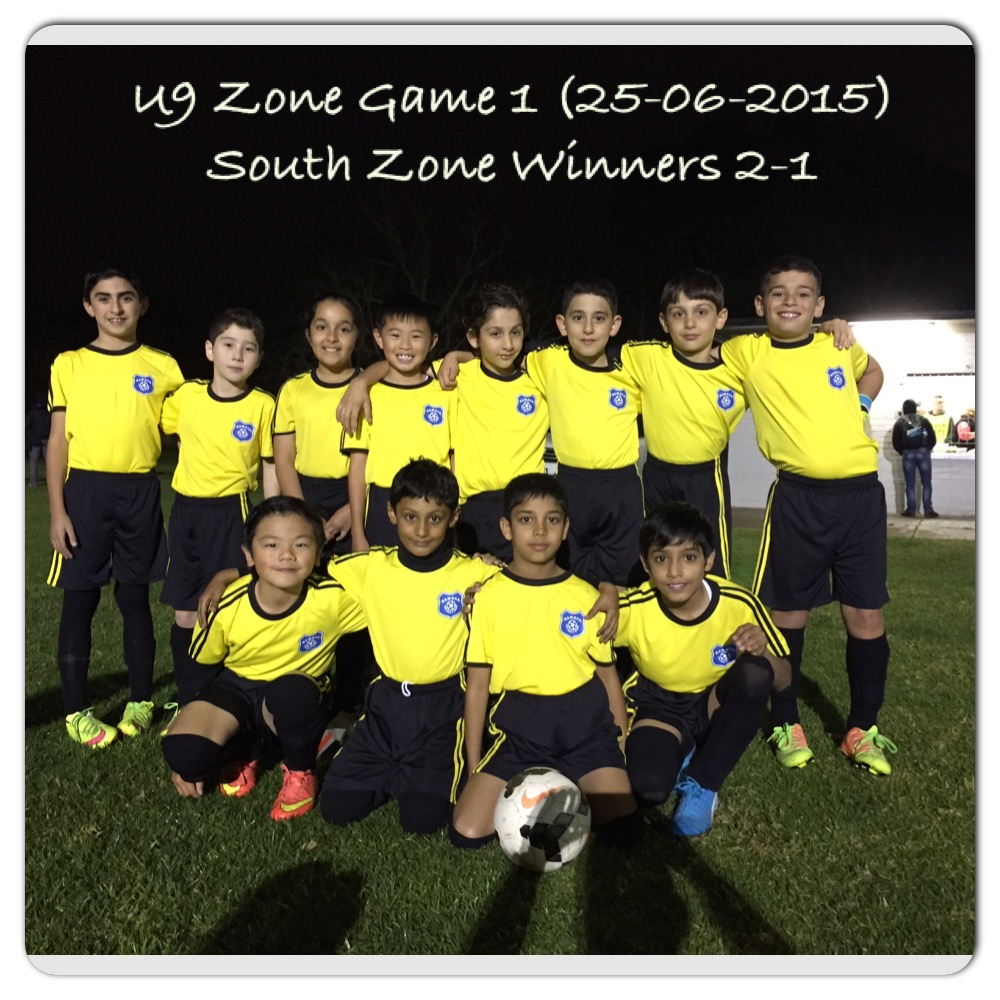 U9 Zone Game 1 (25-06-2015)
South Zone Winners 2-1